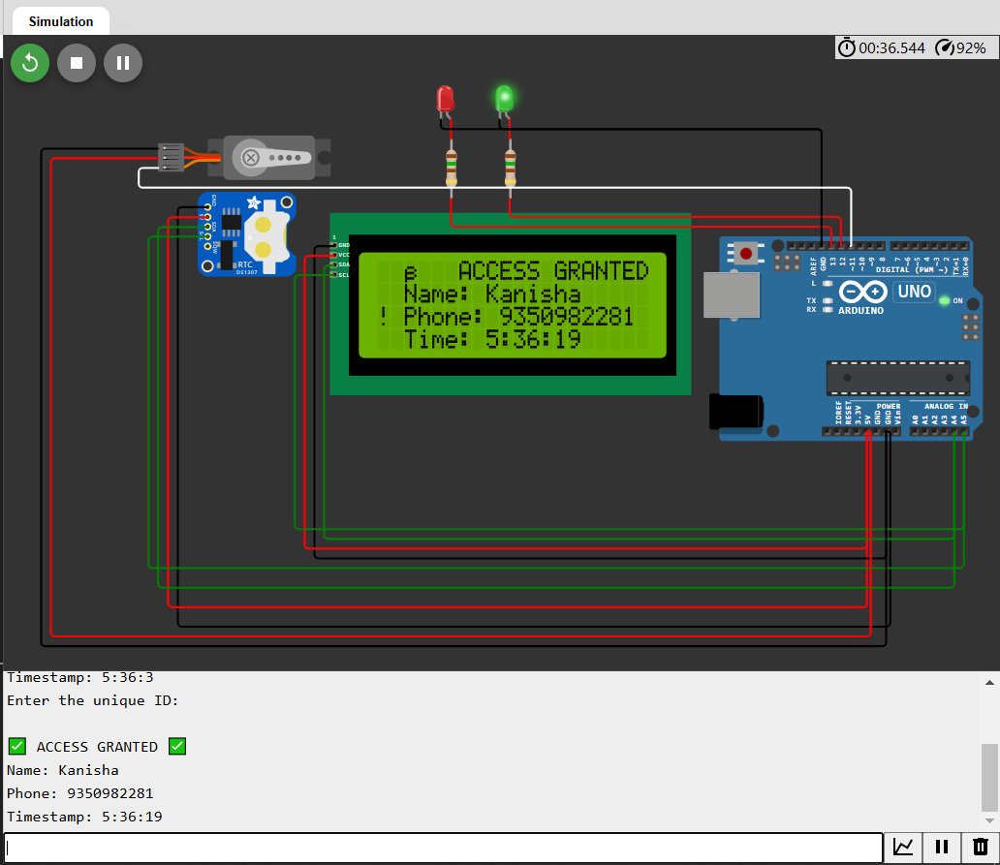 Simulation
00:36.544 92%
GND
SDA
RTC
DS1307
1
GND
VCC
SDA
SCL
β ACCESS GRANTED
Name: Kanisha
! Phone: 9350982281
Time: 5:36:19
AREF
GND
13
12
~11
~10
~9
8
7
~6
~5
4
~3
2
TX→1
RX←0
DIGITAL (PWM ~)
L
TX
RX
UNO
ON
ARDUINO
IOREF
RESET
3.3V
5V
GND
GND
Vin
POWER
ANALOG IN
A0
A1
A2
A3
A4
A5
Timestamp: 5:36:3
Enter the unique ID:
✅ ACCESS GRANTED ✅
Name: Kanisha
Phone: 9350982281
Timestamp: 5:36:19